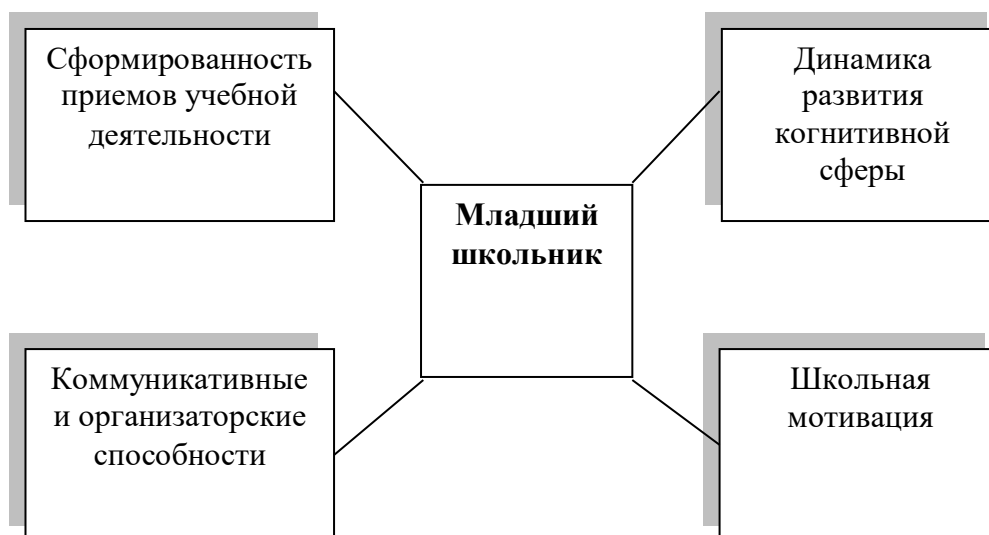 Сформированность
приемов учебной
деятельности
Динамика
развития
когнитивной
сферы
Младший
школьник
Коммуникативные
и организаторские
способности
Школьная
мотивация